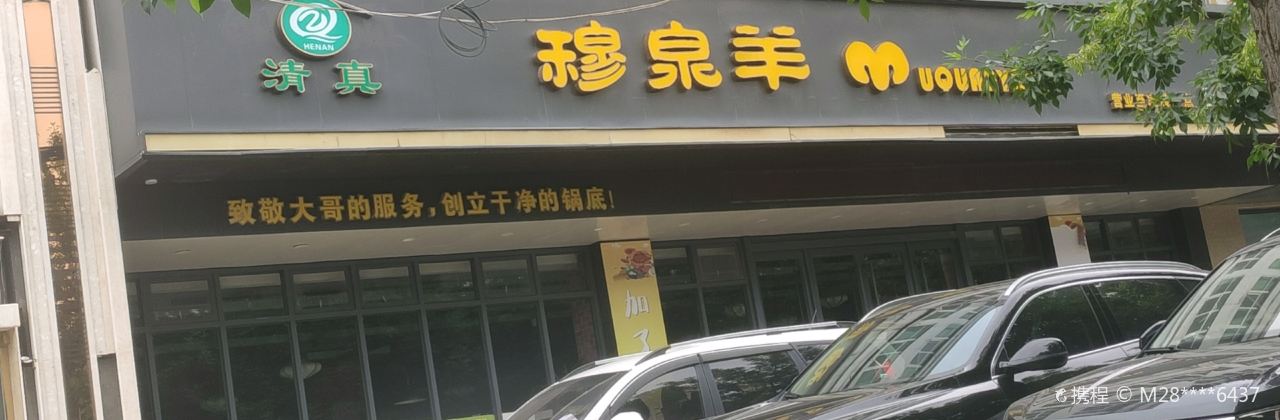 HENAN
清真
穆泉羊
致敬大哥的服务,创立干净的锅底!
加
携程 © M28****6437